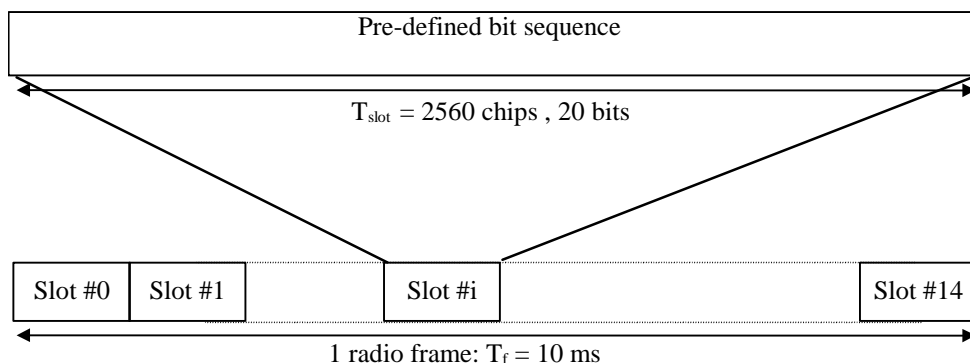 Pre-defined bit sequence
T_slot = 2560 chips , 20 bits
Slot #0 Slot #1 Slot #i Slot #14
1 radio frame: T_f = 10 ms